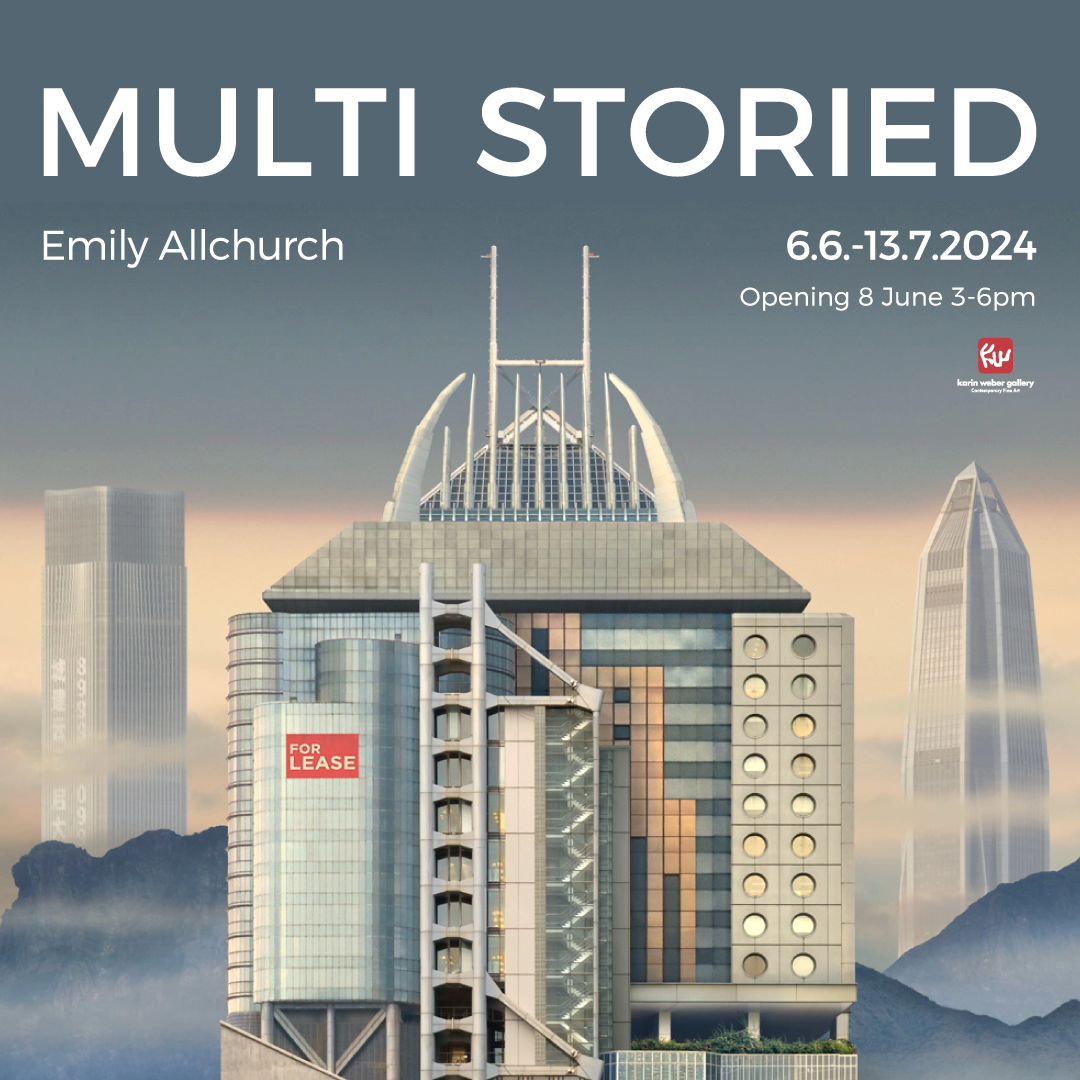 MULTI STORIED
Emily Allchurch
6.6.-13.7.2024
Opening 8 June 3-6pm
KW
karin weber gallery
Contemporary Fine Art
FOR
LEASE